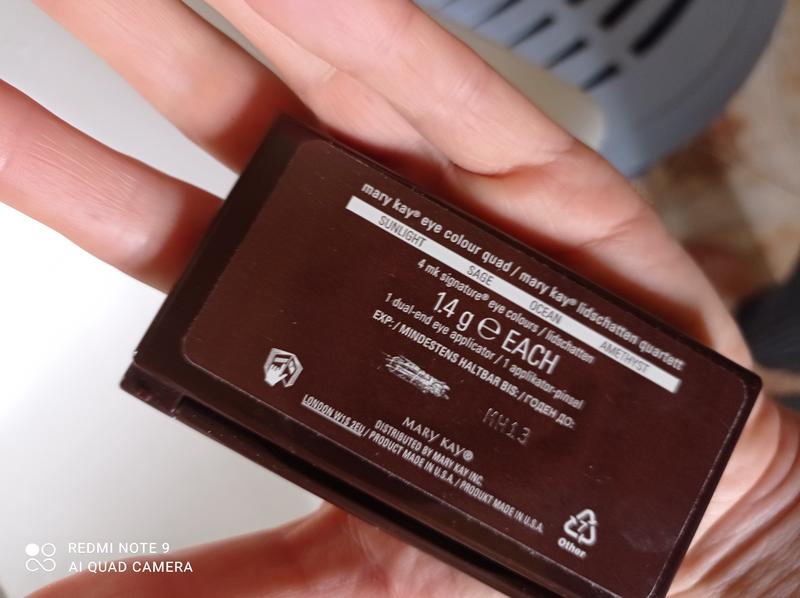 mary kay® eye colour quad / mary kay® lidschatten quartett
SUNLIGHT SAGE OCEAN AMETHYST
4 mk signature® eye colours / lidschatten
1.4 g ℮ EACH
1 dual-end eye applicator / 1 applikator-pinsel
EXP: / MINDESTENS HALTBAR BIS: / ГОДЕН ДО:
MH13
MARY KAY®
DISTRIBUTED BY MARY KAY INC.
LONDON W1S 2EU / PRODUCT MADE IN U.S.A. / PRODUKT MADE IN U.S.A.
Other
REDMI NOTE 9
AI QUAD CAMERA